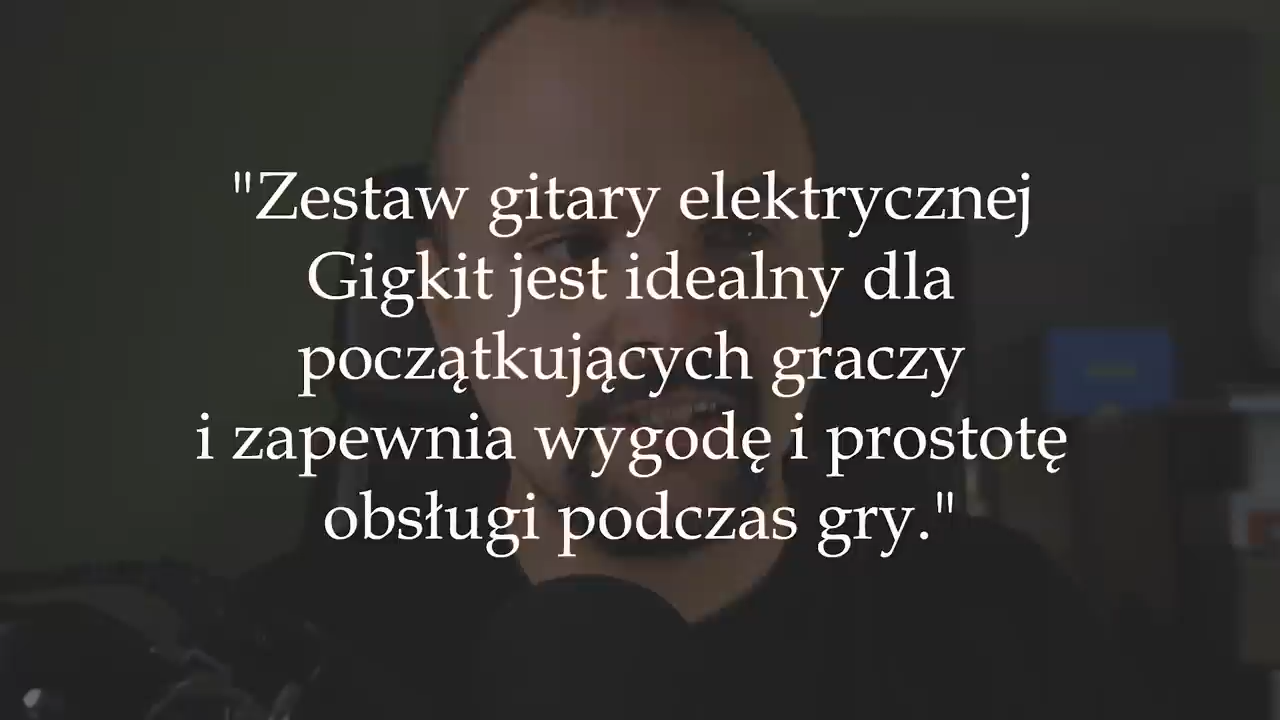 "Zestaw gitary elektrycznej
Gigkit jest idealny dla
początkujących graczy
i zapewnia wygodę i prostotę
obsługi podczas gry."